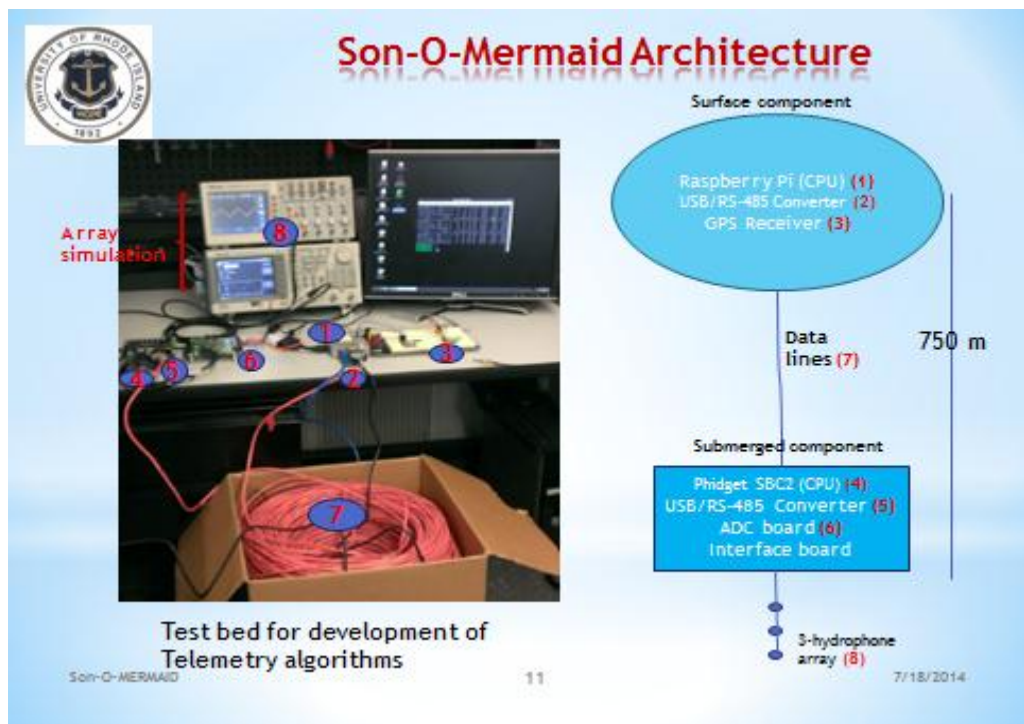 UNIVERSITY OF RHODE ISLAND
HOPE
1892
Son-O-Mermaid Architecture
Surface component
Raspberry Pi (CPU) (1)
USB/RS-485 Converter (2)
GPS Receiver (3)
Array
simulation
8
1
2
3
4
5
6
7
Data
lines (7)
750 m
Submerged component
Phidget SBC2 (CPU) (4)
USB/RS-485 Converter (5)
ADC board (6)
Interface board
3-hydrophone
array (8)
Test bed for development of
Telemetry algorithms
Son-O-MERMAID
11
7/18/2014